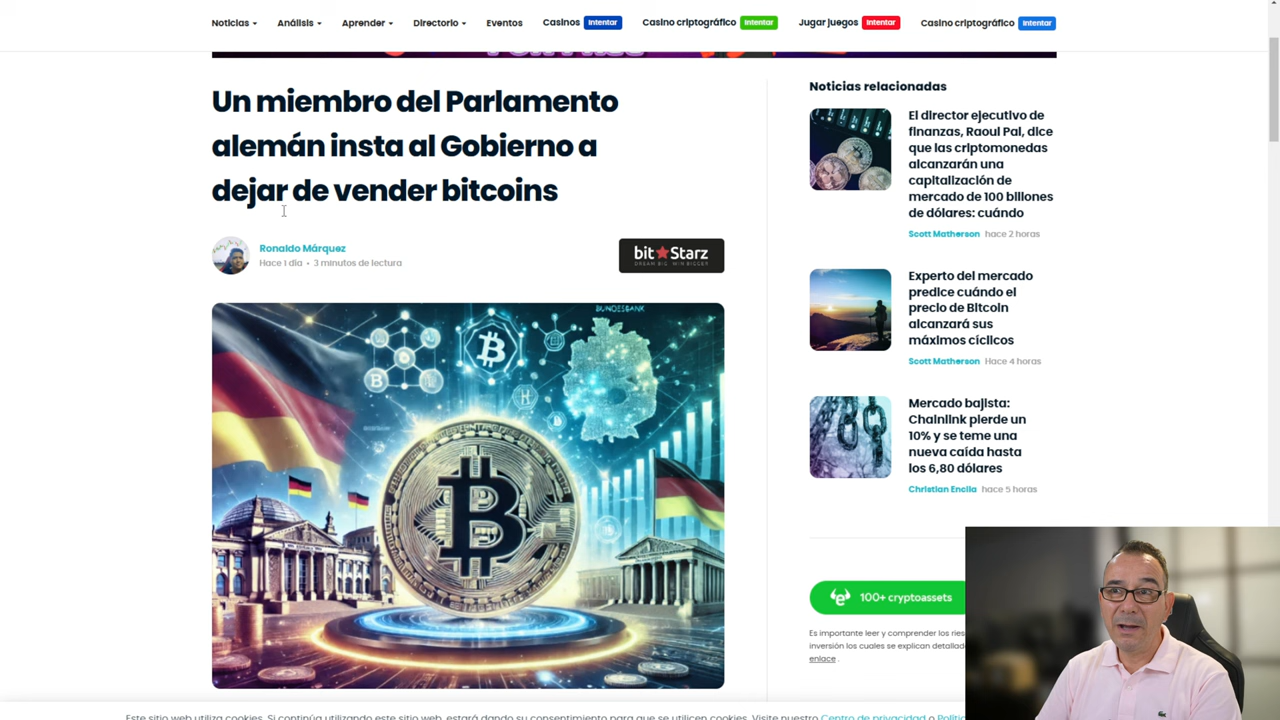 Noticias Análisis Aprender Directorio Eventos Casinos Intentar Casino criptográfico Intentar Jugar juegos Intentar Casino criptográfico Intentar
Un miembro del Parlamento
alemán insta al Gobierno a
dejar de vender bitcoins
Ronaldo Márquez
Hace 1 día • 3 minutos de lectura
bit Starz
DREAM BIG. WIN BIGGER
BUNDESBANK
Noticias relacionadas
El director ejecutivo de
finanzas, Raoul Pal, dice
que las criptomonedas
alcanzarán una
capitalización de
mercado de 100 billones
de dólares: cuándo
Scott Matherson hace 2 horas
Experto del mercado
predice cuándo el
precio de Bitcoin
alcanzará sus
máximos cíclicos
Scott Matherson Hace 4 horas
Mercado bajista:
Chainlink pierde un
10% y se teme una
nueva caída hasta
los 6,80 dólares
Christian Encila hace 5 horas
100+ cryptoassets
Es importante leer y comprender los
inversión los cuales se explican
enlace .
Este sitio web utiliza cookies. Si continúa utilizando este sitio web, estará dando su consentimiento para que se utilicen cookies. Visite nuestro Centro de privacidad o